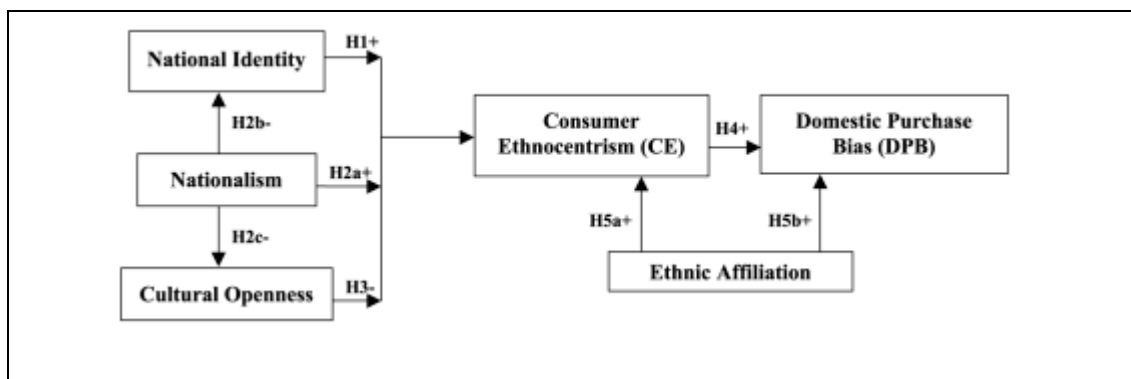 National Identity
H1+
H2b-
Nationalism
H2a+
H2c-
Cultural Openness
H3-
Consumer
Ethnocentrism (CE)
H4+
Domestic Purchase
Bias (DPB)
H5a+
H5b+
Ethnic Affiliation